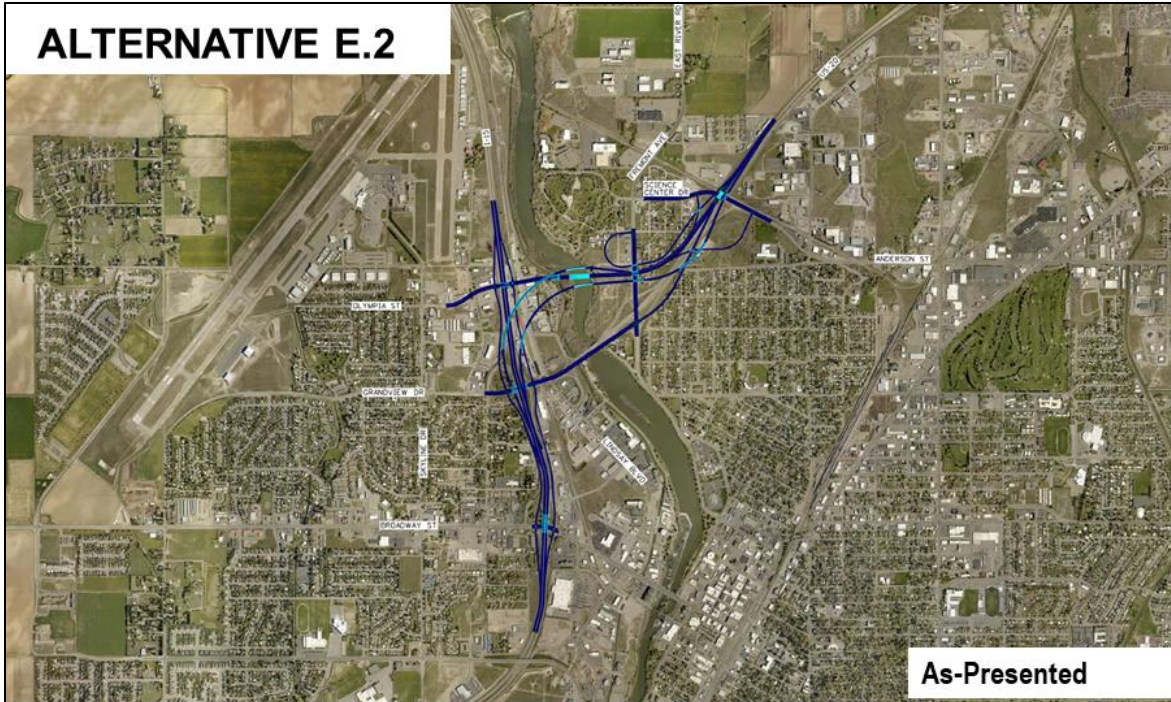 ALTERNATIVE E.2
EAST RIVER RD
US-20
I-15
FREMONT AVE
SCIENCE
CENTER DR
ANDERSON ST
OLYMPIA ST
GRANDVIEW DR
SKYLINE DR
LINDSAY BLVD
BROADWAY ST
As-Presented